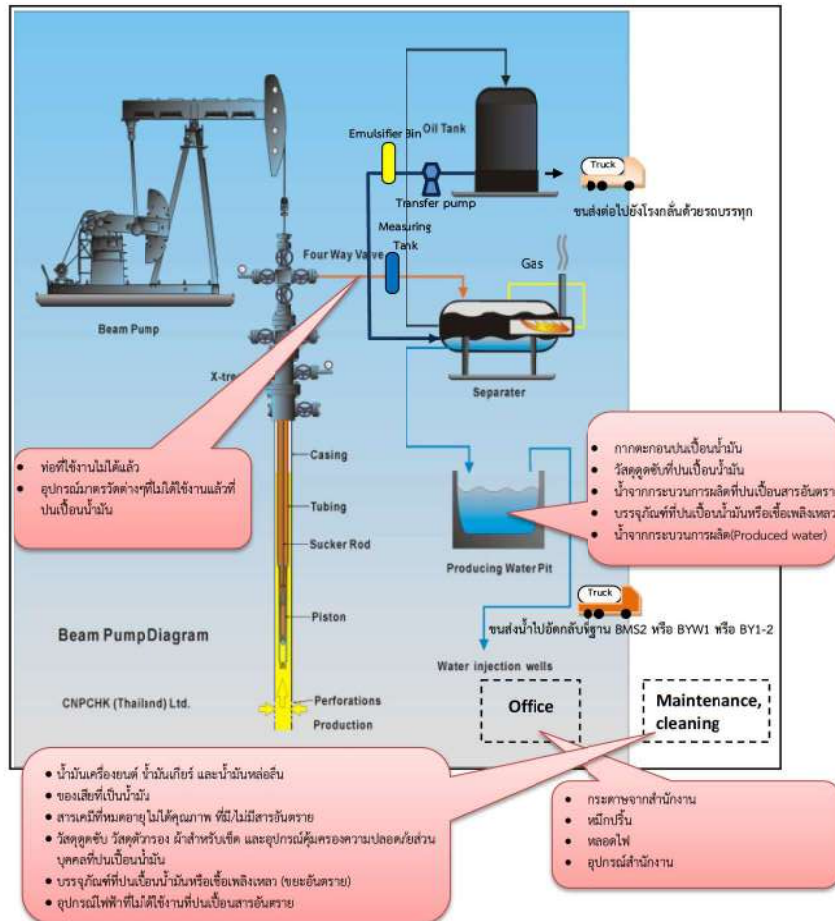 Emulsifier Bin
Oil Tank
Truck
Transfer pump
ขนส่งต่อไปยังโรงกลั่นด้วยรถบรรทุก
Measuring
Tank
Four Way Valve
Gas
Beam Pump
X-tree
Separater
ท่อที่ใช้งานไม่ได้แล้ว
อุปกรณ์มาตรวัดต่างๆที่ไม่ได้ใช้งานแล้วที่
ปนเปื้อนน้ำมัน
Casing
Tubing
Sucker Rod
Piston
กากตะกอนปนเปื้อนน้ำมัน
วัสดุดูดซับที่ปนเปื้อนน้ำมัน
น้ำจากกระบวนการผลิตที่ปนเปื้อนสารอันตราย
บรรจุภัณฑ์ที่ปนเปื้อนน้ำมันหรือเชื้อเพลิงเหลว
น้ำจากกระบวนการผลิต(Produced water)
Producing Water Pit
Truck
ขนส่งน้ำไปอัดกลับที่ฐาน BMS2 หรือ BYW1 หรือ BY1-2
Beam Pump Diagram
Water injection wells
CNPCHK (Thailand) Ltd.
Perforations
Production
Office
Maintenance,
cleaning
น้ำมันเครื่องยนต์ น้ำมันเกียร์ และน้ำมันหล่อลื่น
ของเสียที่เป็นน้ำมัน
สารเคมีที่หมดอายุ ไม่ได้คุณภาพ ที่มี/ไม่มีสารอันตราย
วัสดุดูดซับ วัสดุตัวกรอง ผ้าสำหรับเช็ด และอุปกรณ์คุ้มครองความปลอดภัยส่วน
บุคคลที่ปนเปื้อนน้ำมัน
บรรจุภัณฑ์ที่ปนเปื้อนน้ำมันหรือเชื้อเพลิงเหลว (ขยะอันตราย)
อุปกรณ์ไฟฟ้าที่ไม่ได้ใช้งานที่ปนเปื้อนสารอันตราย
กระดาษจากสำนักงาน
หมึกปริ้น
หลอดไฟ
อุปกรณ์สำนักงาน